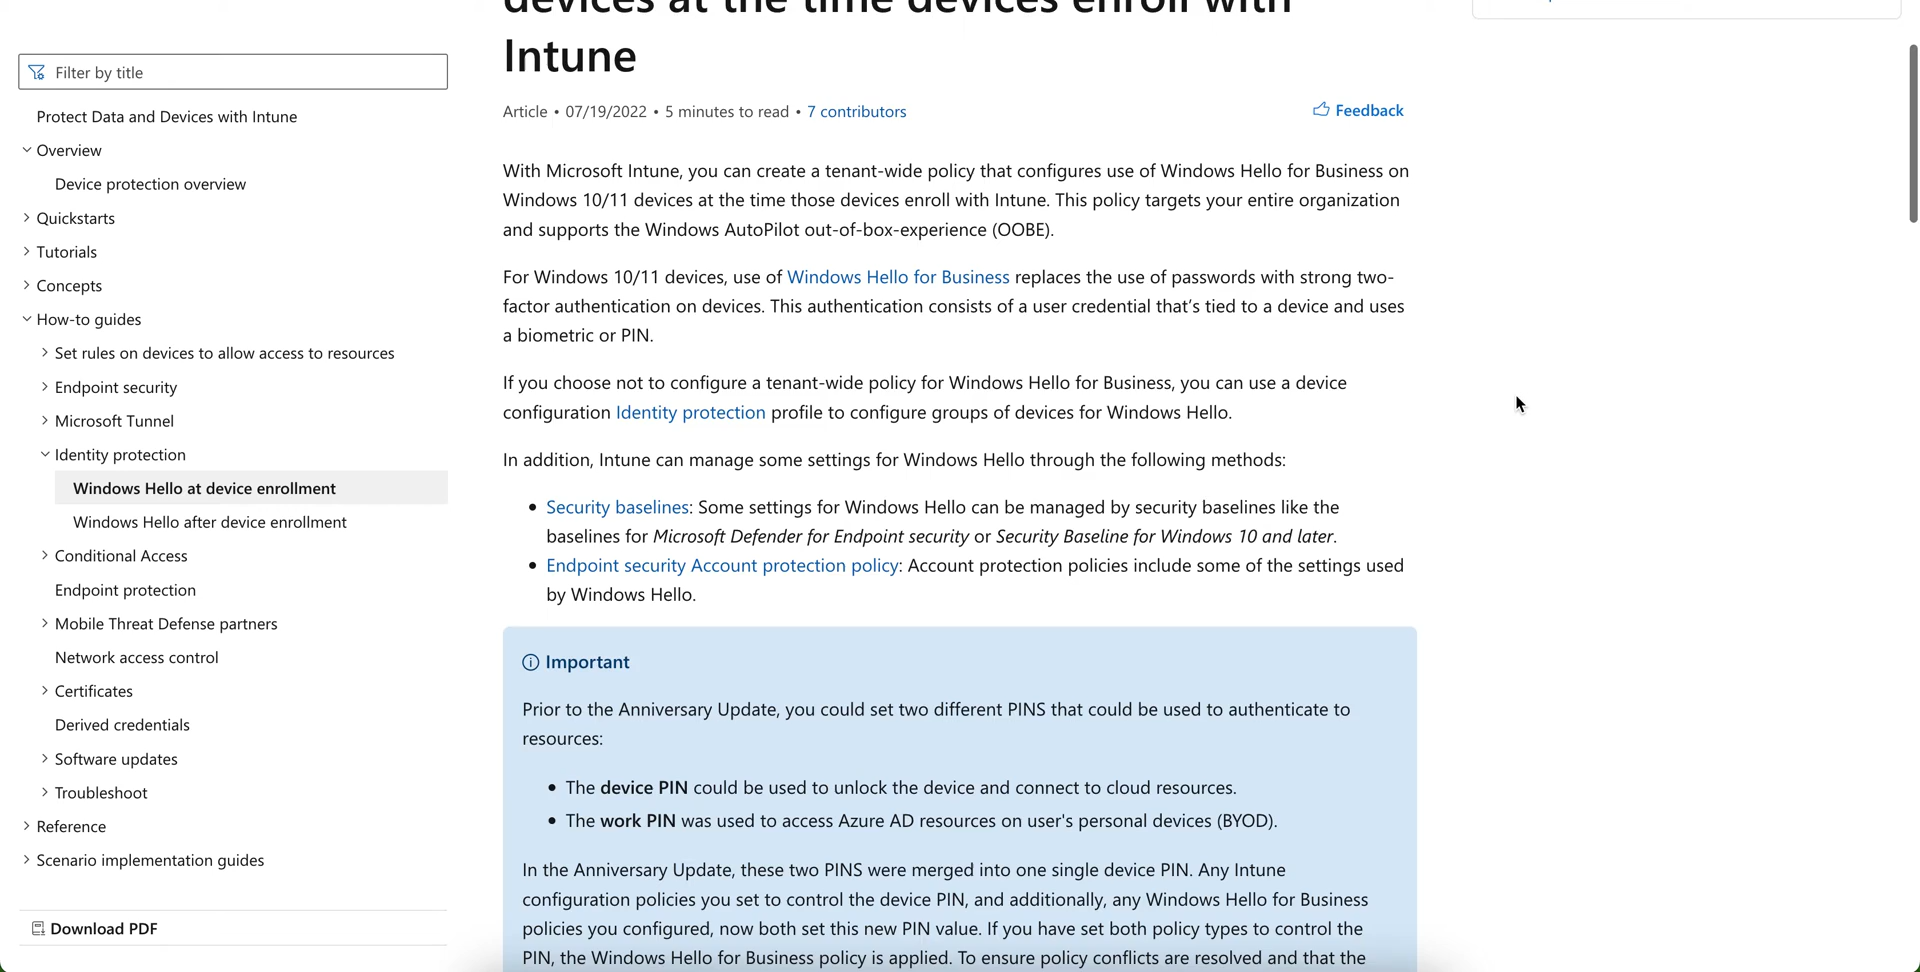 devices at the time devices enroll with
Intune
Filter by title
Article • 07/19/2022 • 5 minutes to read • 7 contributors
Feedback
Protect Data and Devices with Intune
Overview
Device protection overview
Quickstarts
Tutorials
Concepts
How-to guides
Set rules on devices to allow access to resources
Endpoint security
Microsoft Tunnel
Identity protection
Windows Hello at device enrollment
Windows Hello after device enrollment
Conditional Access
Endpoint protection
Mobile Threat Defense partners
Network access control
Certificates
Derived credentials
Software updates
Troubleshoot
Reference
Scenario implementation guides
Download PDF
With Microsoft Intune, you can create a tenant-wide policy that configures use of Windows Hello for Business on
Windows 10/11 devices at the time those devices enroll with Intune. This policy targets your entire organization
and supports the Windows AutoPilot out-of-box-experience (OOBE).
For Windows 10/11 devices, use of Windows Hello for Business replaces the use of passwords with strong two-
factor authentication on devices. This authentication consists of a user credential that's tied to a device and uses
a biometric or PIN.
If you choose not to configure a tenant-wide policy for Windows Hello for Business, you can use a device
configuration Identity protection profile to configure groups of devices for Windows Hello.
In addition, Intune can manage some settings for Windows Hello through the following methods:
• Security baselines: Some settings for Windows Hello can be managed by security baselines like the
baselines for Microsoft Defender for Endpoint security or Security Baseline for Windows 10 and later.
• Endpoint security Account protection policy: Account protection policies include some of the settings used
by Windows Hello.
Important
Prior to the Anniversary Update, you could set two different PINS that could be used to authenticate to
resources:
• The device PIN could be used to unlock the device and connect to cloud resources.
• The work PIN was used to access Azure AD resources on user's personal devices (BYOD).
In the Anniversary Update, these two PINS were merged into one single device PIN. Any Intune
configuration policies you set to control the device PIN, and additionally, any Windows Hello for Business
policies you configured, now both set this new PIN value. If you have set both policy types to control the
PIN, the Windows Hello for Business policy is applied. To ensure policy conflicts are resolved and that the